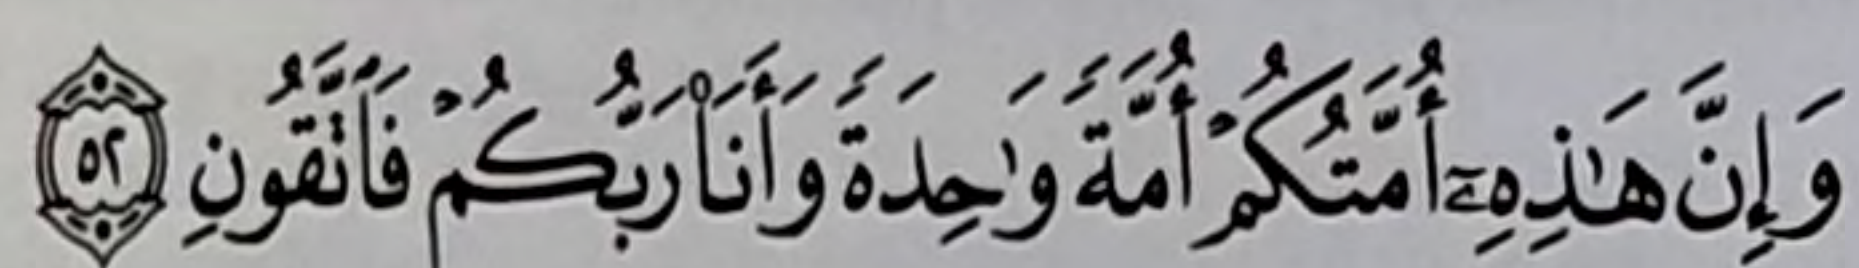 وَإِنَّ هَـٰذِهِۦٓ أُمَّتُكُمْ أُمَّةً وَٰحِدَةً وَأَنَا۠ رَبُّكُمْ فَٱتَّقُونِ ٥٢